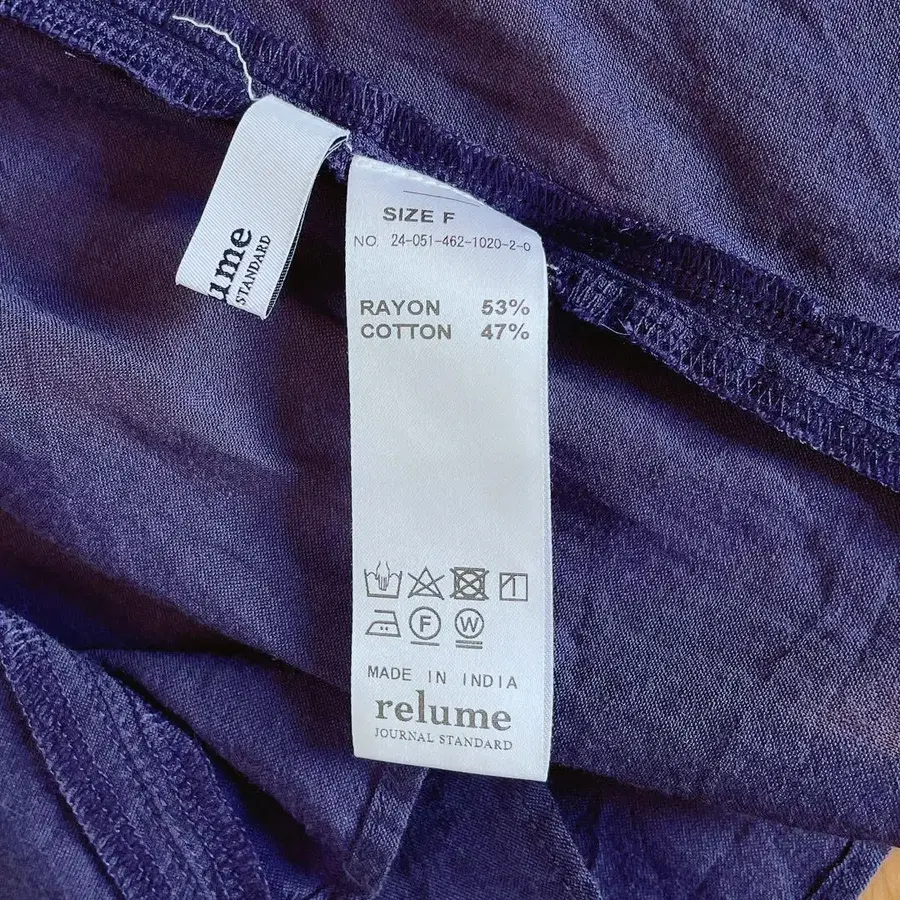 ume
STANDARD
SIZE F
NO. 24-051-462-1020-2-0
RAYON 53%
COTTON 47%
F
W
MADE IN INDIA
relume
JOURNAL STANDARD